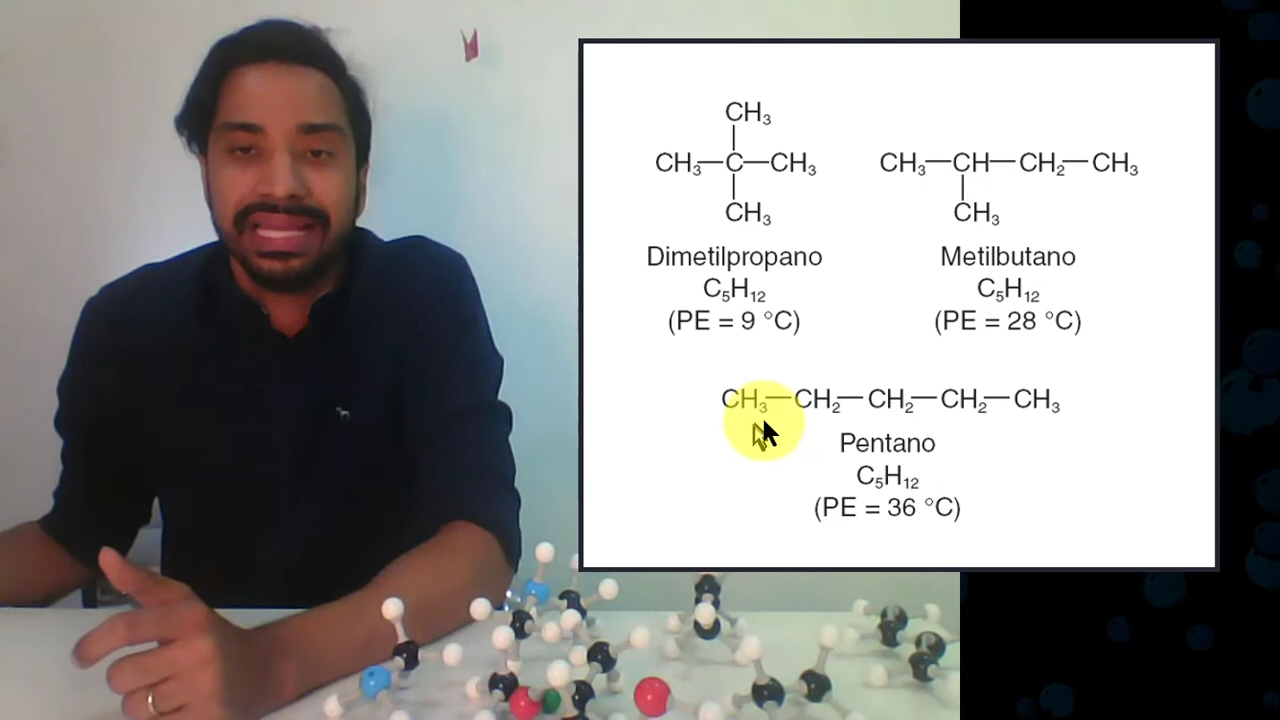 CH₃
CH₃—C—CH₃
CH₃
Dimetilpropano
C₅H₁₂
(PE = 9 °C)
CH₃—CH—CH₂—CH₃
CH₃
Metilbutano
C₅H₁₂
(PE = 28 °C)
CH₃—CH₂—CH₂—CH₂—CH₃
Pentano
C₅H₁₂
(PE = 36 °C)